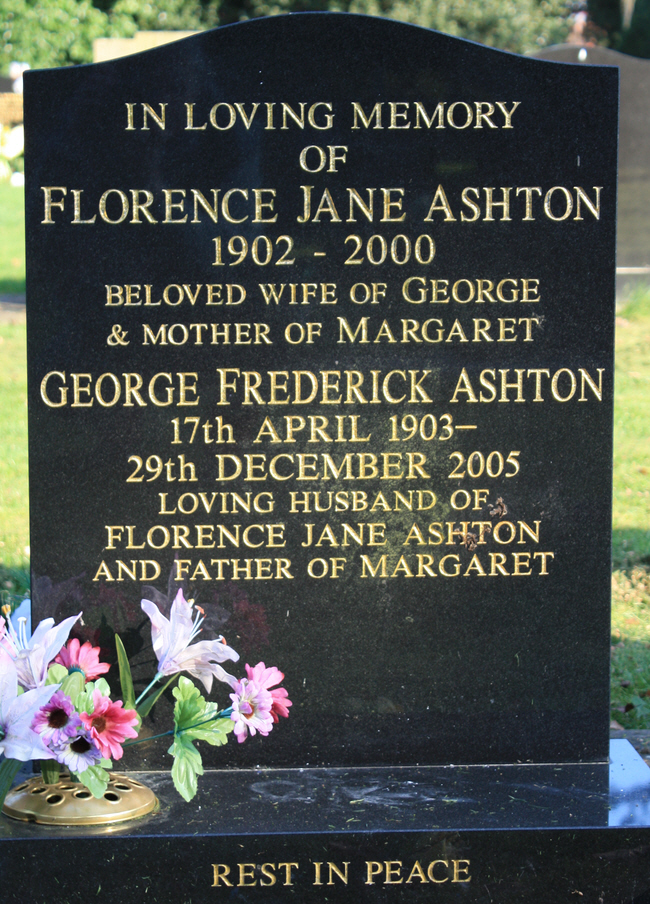 IN LOVING MEMORY
OF
FLORENCE JANE ASHTON
1902 - 2000
BELOVED WIFE OF GEORGE
& MOTHER OF MARGARET
GEORGE FREDERICK ASHTON
17th APRIL 1903–
29th DECEMBER 2005
LOVING HUSBAND OF
FLORENCE JANE ASHTON
AND FATHER OF MARGARET
REST IN PEACE